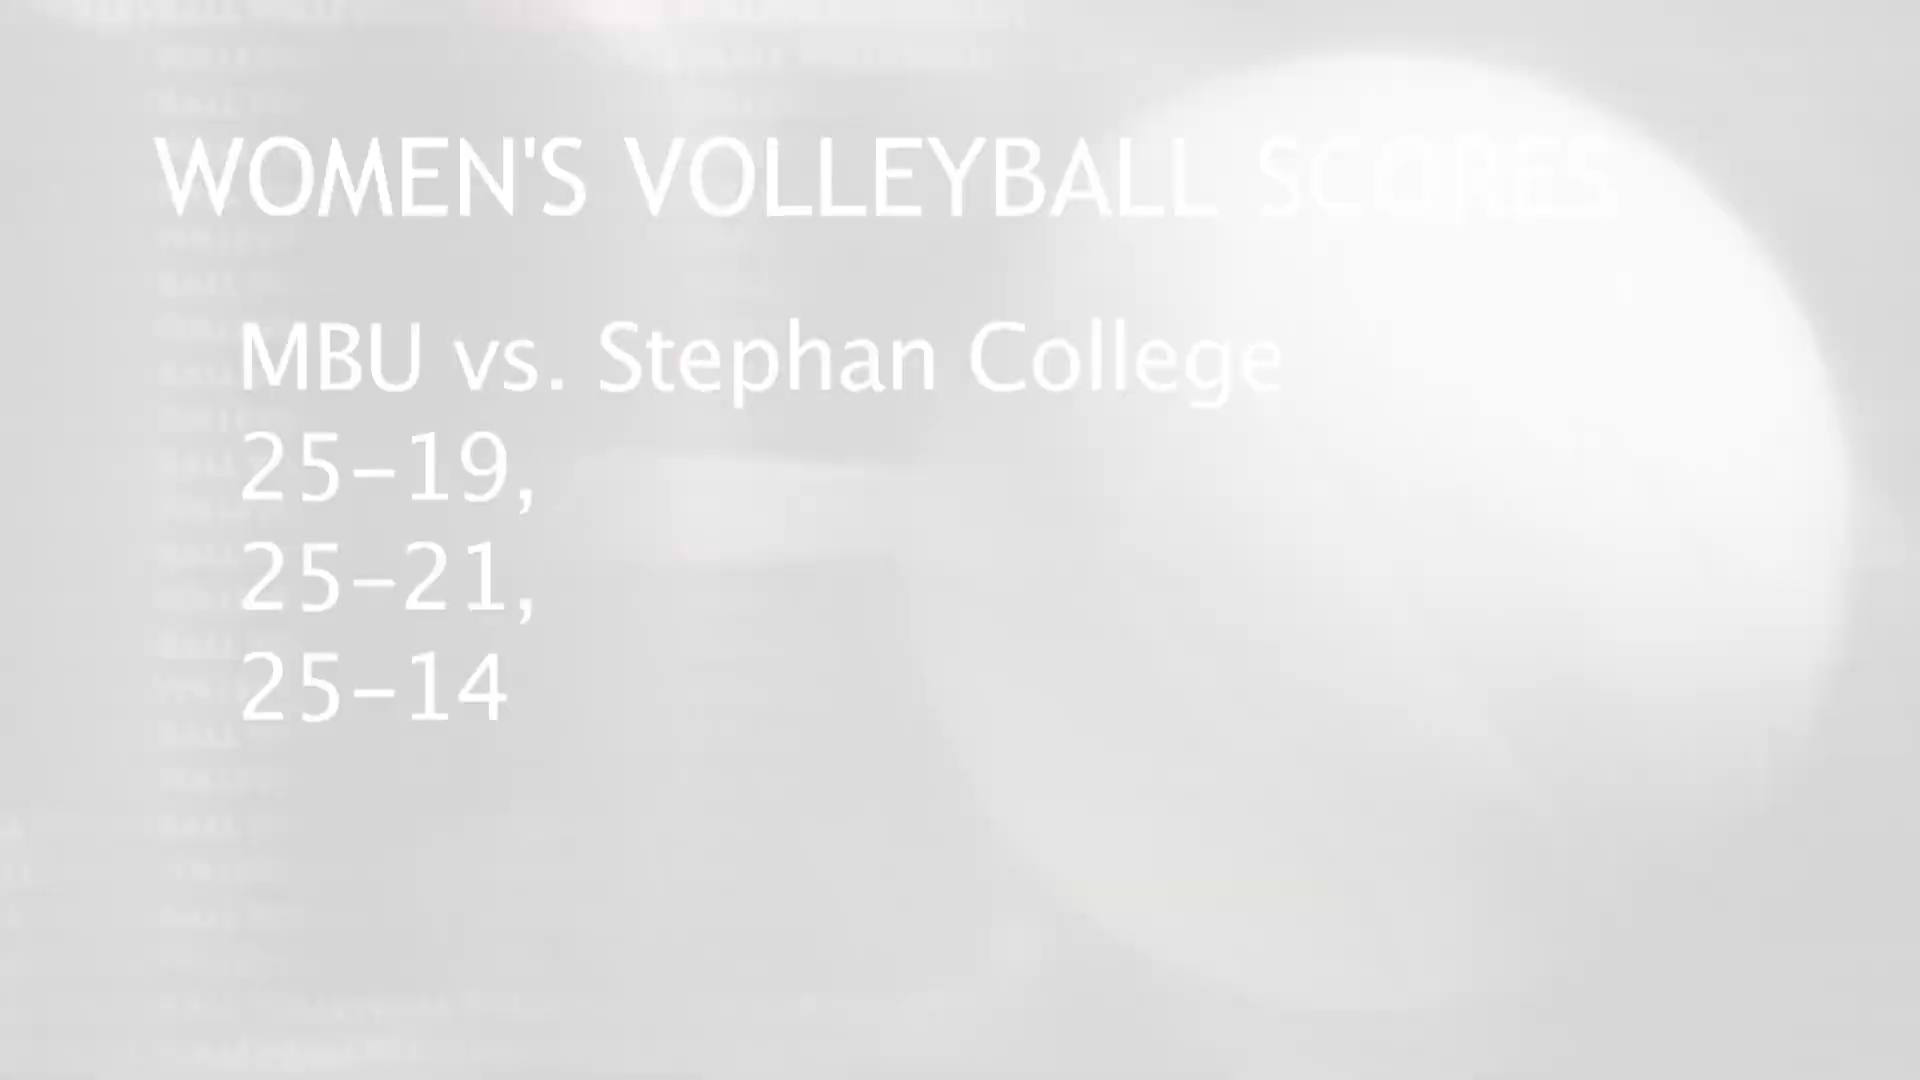 WOMEN'S VOLLEYBALL SCORES
MBU vs. Stephan College
25-19,
25-21,
25-14